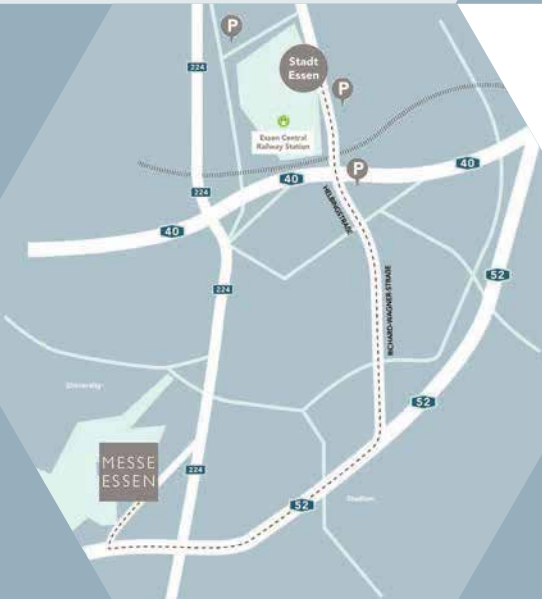 P
224
Stadt
Essen
P
Essen Central
Railway Station
P
40
40
224
HELBINGSTRAßE
40
52
RICHARD-WAGNER-STRAßE
224
University
52
MESSE
ESSEN
224
52
Stadium